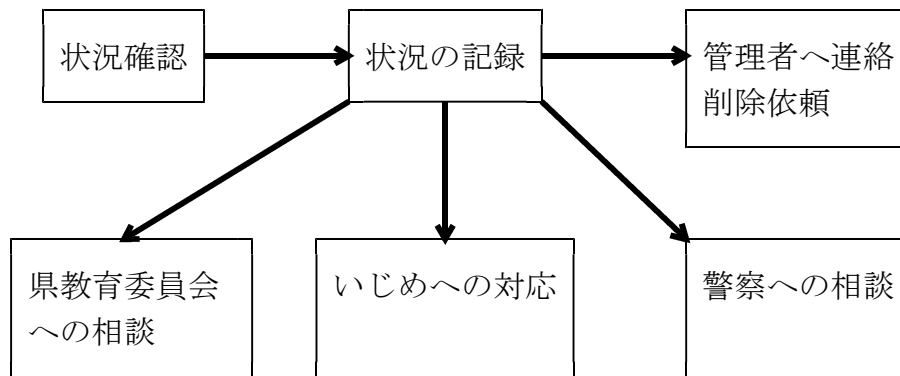 状況確認
状況の記録
管理者へ連絡
削除依頼
県教育委員会
への相談
いじめへの対応
警察への相談